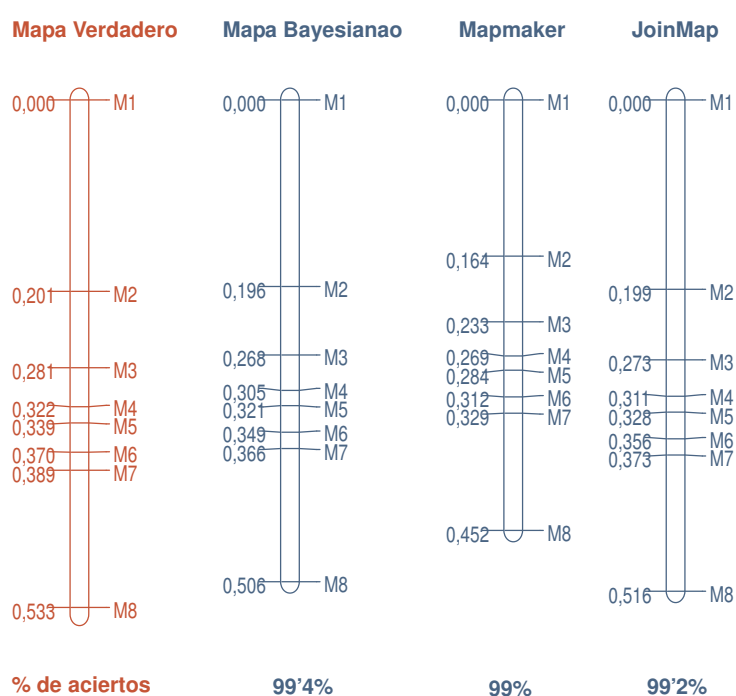 Mapa Verdadero Mapa Bayesianao Mapmaker JoinMap
0,000 M1 0,000 M1 0,000 M1 0,000 M1
0,201 M2 0,196 M2 0,164 M2 0,199 M2
0,281 M3 0,268 M3 0,233 M3 0,273 M3
0,322 M4 0,305 M4 0,269 M4 0,311 M4
0,339 M5 0,321 M5 0,284 M5 0,328 M5
0,370 M6 0,349 M6 0,312 M6 0,356 M6
0,389 M7 0,366 M7 0,329 M7 0,373 M7
0,533 M8 0,506 M8 0,452 M8 0,516 M8
% de aciertos 99'4% 99% 99'2%